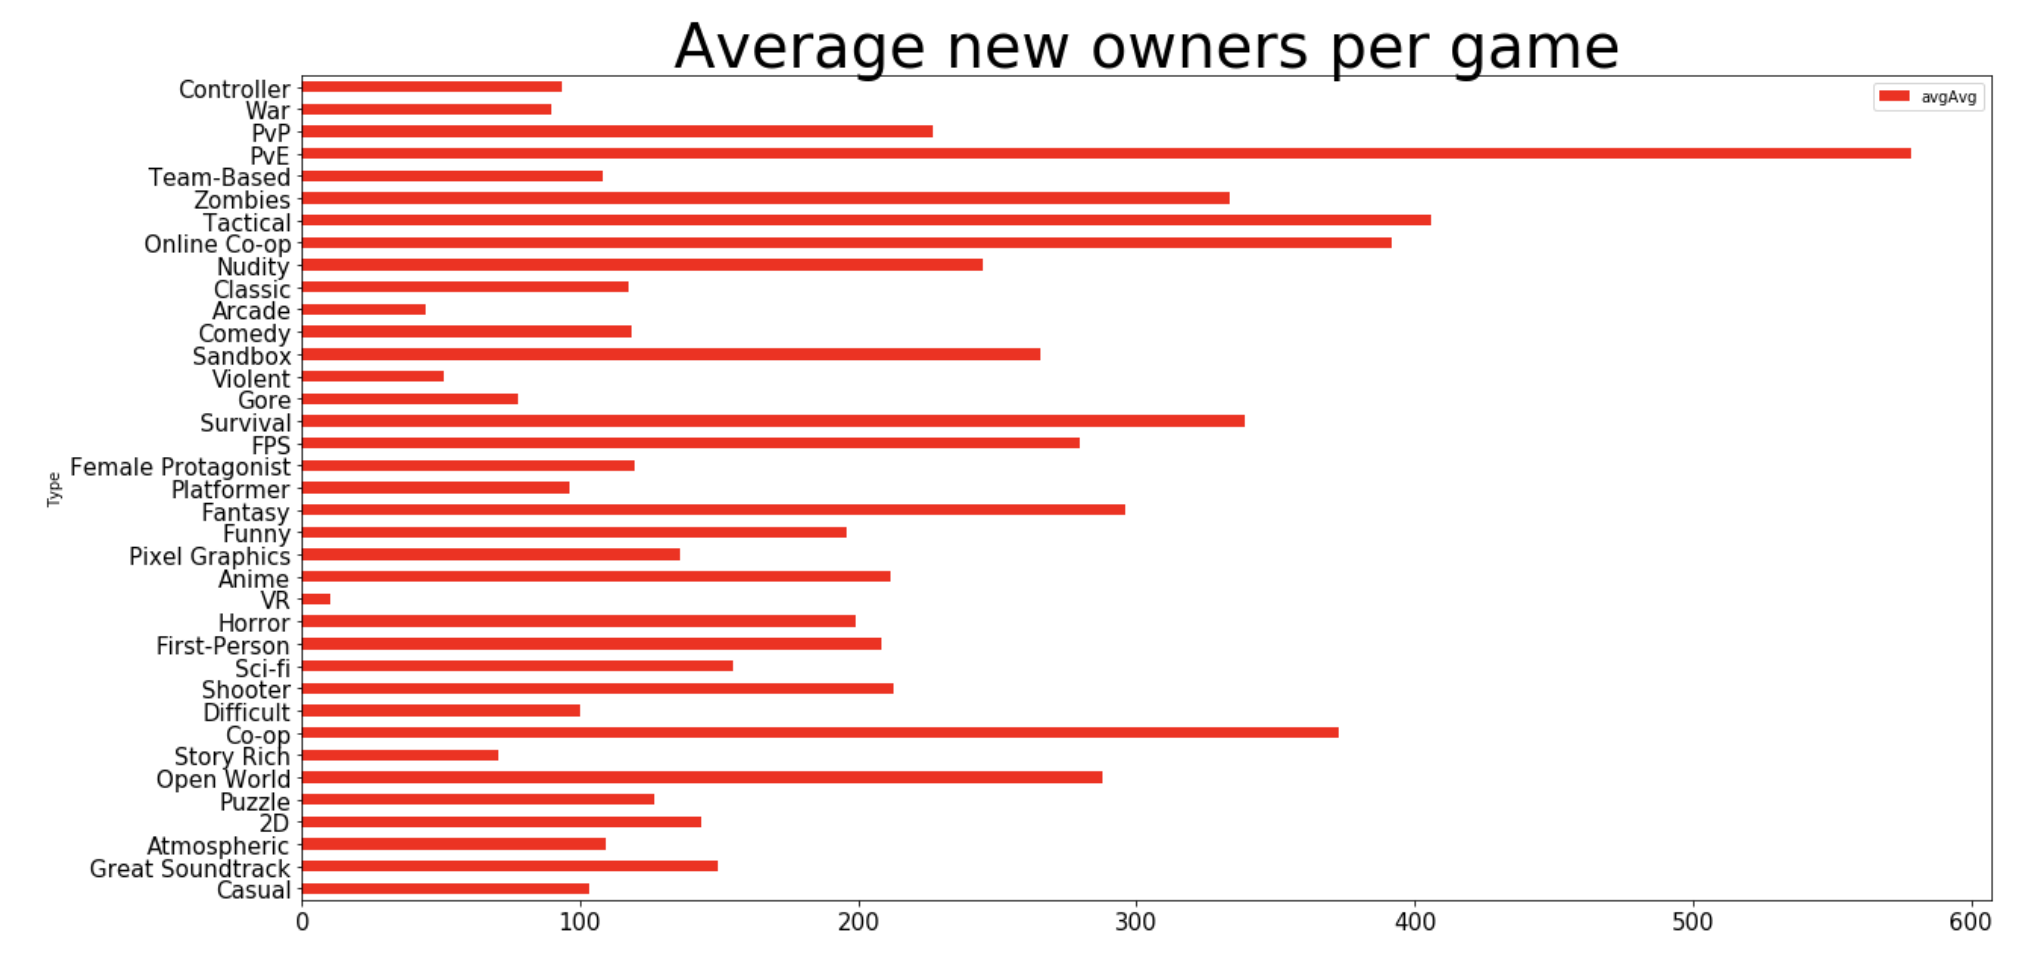 Average new owners per game
avgAvg
Controller
War
PvP
PvE
Team-Based
Zombies
Tactical
Online Co-op
Nudity
Classic
Arcade
Comedy
Sandbox
Violent
Gore
Survival
FPS
Female Protagonist
Platformer
Fantasy
Funny
Pixel Graphics
Anime
VR
Horror
First-Person
Sci-fi
Shooter
Difficult
Co-op
Story Rich
Open World
Puzzle
2D
Atmospheric
Great Soundtrack
Casual
Type
0 100 200 300 400 500 600